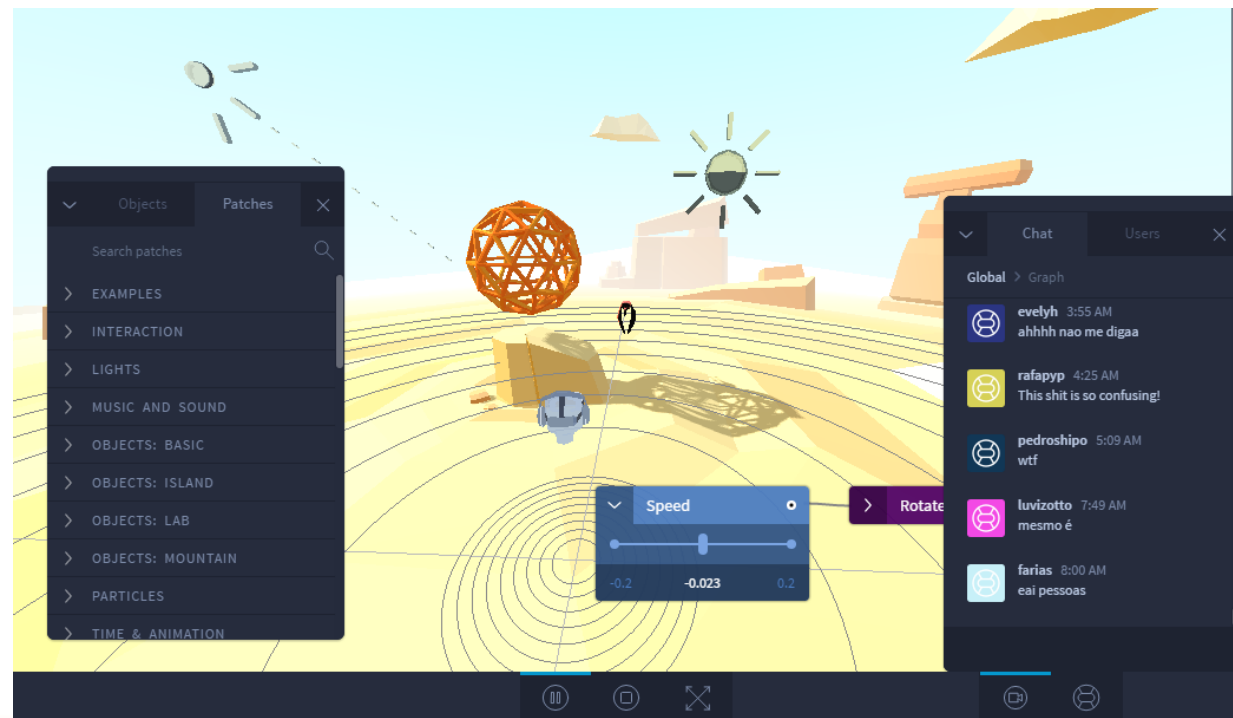 Objects Patches
Search patches
EXAMPLES
INTERACTION
LIGHTS
MUSIC AND SOUND
OBJECTS: BASIC
OBJECTS: ISLAND
OBJECTS: LAB
OBJECTS: MOUNTAIN
PARTICLES
TIME & ANIMATION
Speed
-0.2 -0.023 0.2
Rotate
Chat Users
Global > Graph
evelyh 3:55 AM
ahhhh nao me digaa
rafapyp 4:25 AM
This shit is so confusing!
pedroshipo 5:09 AM
wtf
luvizotto 7:49 AM
mesmo é
farias 8:00 AM
eai pessoas